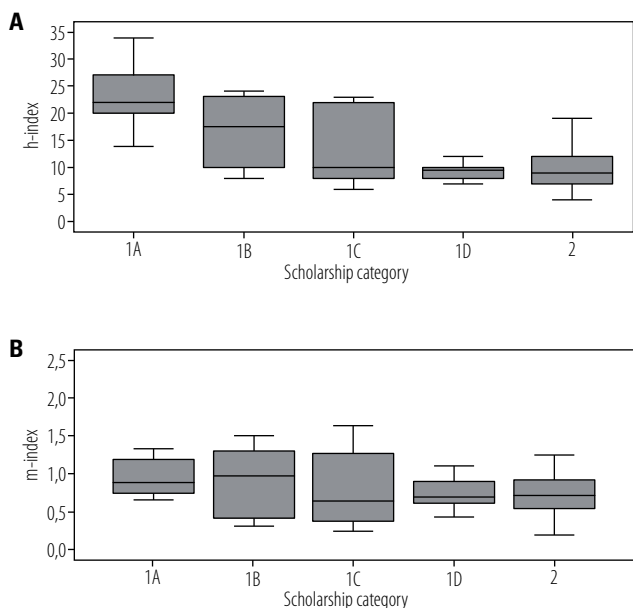 A
h-index
35
30
25
20
15
10
5
0
1A 1B 1C 1D 2
Scholarship category
B
m-index
2,5
2,0
1,5
1,0
0,5
0,0
1A 1B 1C 1D 2
Scholarship category